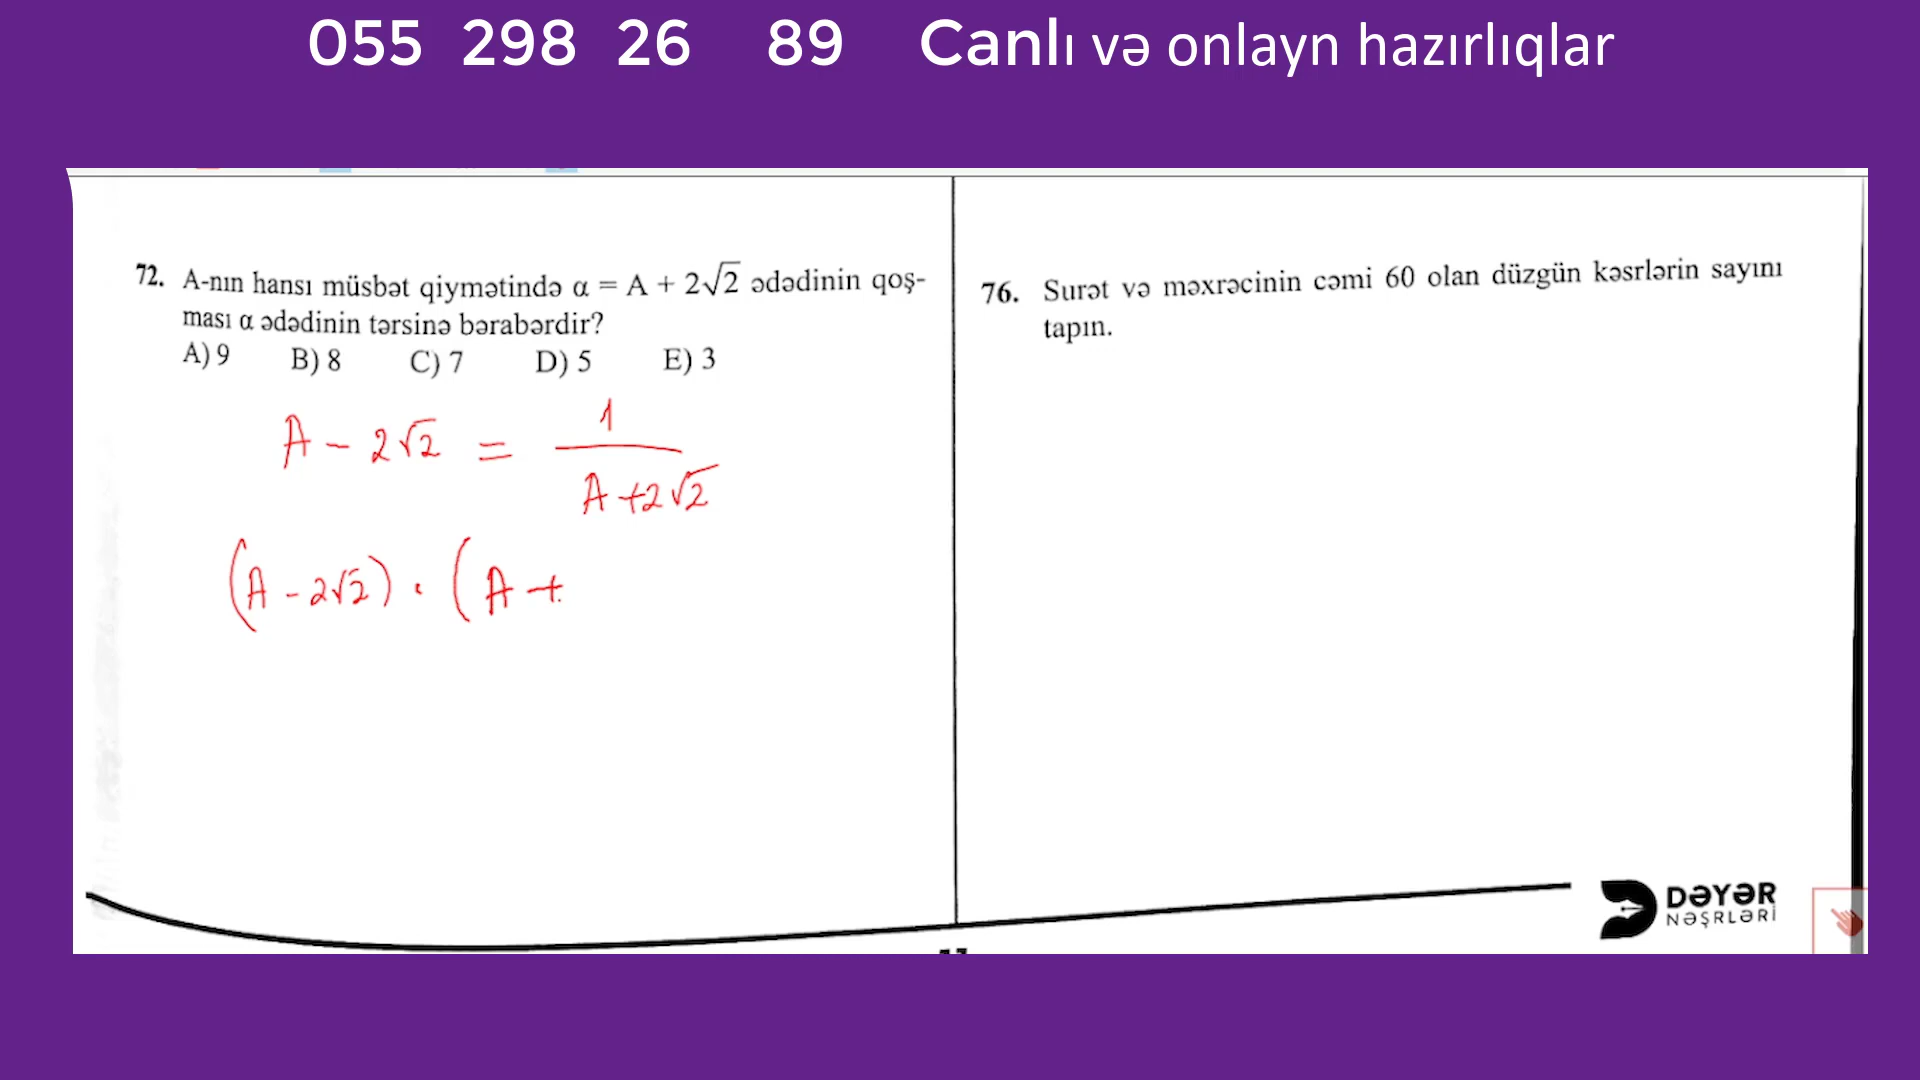 055 298 26 89 Canlı və onlayn hazırlıqlar
72. A-nın hansı müsbət qiymətində α = A + 2√2 ədədinin qoş-
ması α ədədinin tərsinə bərabərdir?
A) 9 B) 8 C) 7 D) 5 E) 3
A - 2√2 = 1/(A+2√2)
(A - 2√2) · (A +
76. Surət və məxrəcinin cəmi 60 olan düzgün kəsrlərin sayını
tapın.
DƏYƏR
NƏŞRLƏRİ